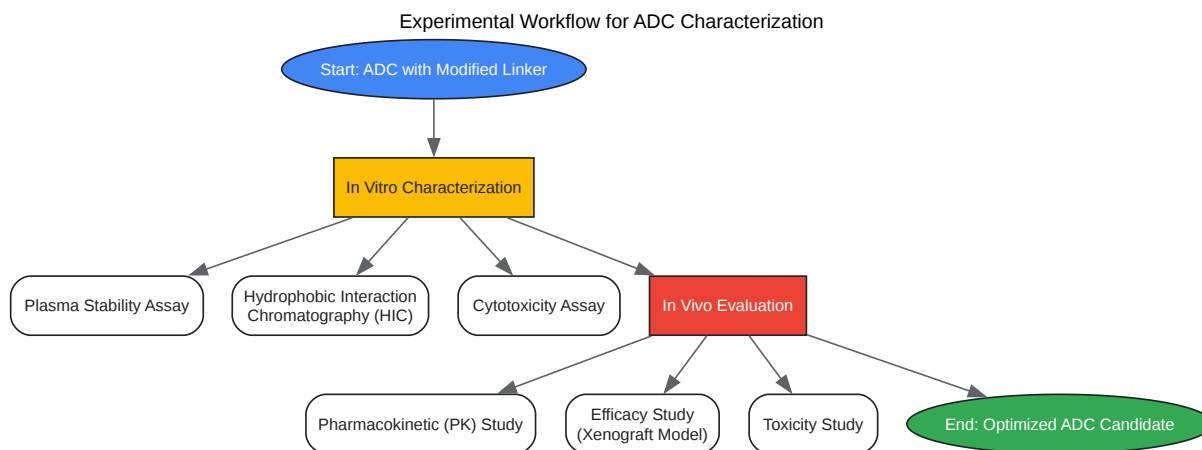 Experimental Workflow for ADC Characterization
Start: ADC with Modified Linker
In Vitro Characterization
Plasma Stability Assay
Hydrophobic Interaction
Chromatography (HIC)
Cytotoxicity Assay
In Vivo Evaluation
Pharmacokinetic (PK) Study
Efficacy Study
(Xenograft Model)
Toxicity Study
End: Optimized ADC Candidate